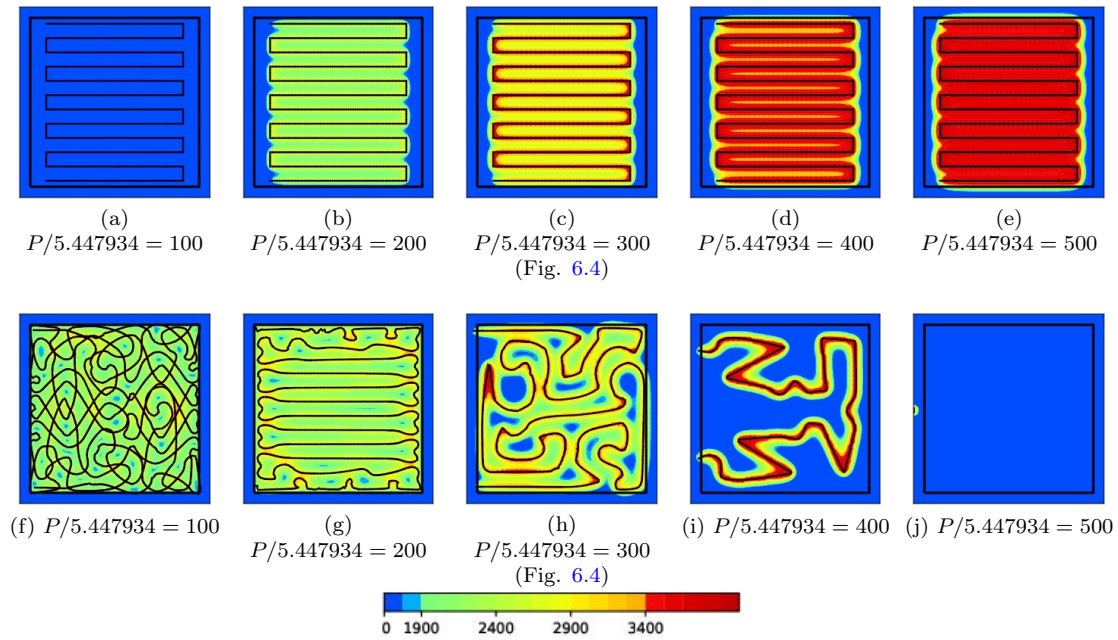 (a) (b) (c) (d) (e)
P/5.447934 = 100 P/5.447934 = 200 P/5.447934 = 300 P/5.447934 = 400 P/5.447934 = 500
(Fig. 6.4)
(f) P/5.447934 = 100 (g) (h) (i) P/5.447934 = 400 (j) P/5.447934 = 500
P/5.447934 = 200 P/5.447934 = 300
(Fig. 6.4)
0 1900 2400 2900 3400